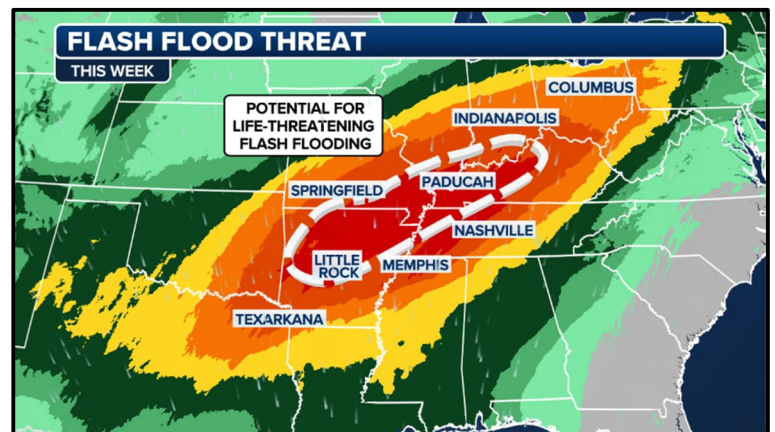 FLASH FLOOD THREAT
THIS WEEK
POTENTIAL FOR
LIFE-THREATENING
FLASH FLOODING
COLUMBUS
INDIANAPOLIS
SPRINGFIELD
PADUCAH
NASHVILLE
LITTLE
ROCK
MEMPHIS
TEXARKANA